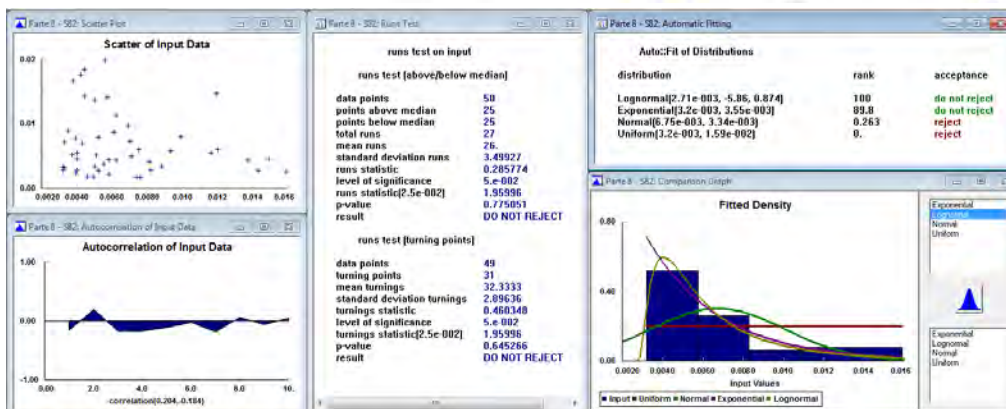 Parte 8 - S82: Scatter Plot
Scatter of Input Data
0.02
0.01
0.00
0.0020 0.0040 0.0060 0.0080 0.010 0.012 0.014 0.016
Parte 8 - S82: Autocorrelation of Input Data
Autocorrelation of Input Data
1.00
0.00
-1.00
0.00 2.0 4.0 6.0 8.0 10.
correlation(0.204, -0.184)
Parte 8 - S82: Runs Test
runs test on input
runs test (above/below median)
data points 50
points above median 25
points below median 25
total runs 27
mean runs 26.
standard deviation runs 3.49927
runs statistic 0.285774
level of significance 5.e-002
runs statistic(2.5e-002) 1.95996
p-value 0.775051
result DO NOT REJECT
runs test (turning points)
data points 49
turning points 31
mean turnings 32.3333
standard deviation turnings 2.89636
turnings statistic 0.460348
level of significance 5.e-002
turnings statistic(2.5e-002) 1.95996
p-value 0.645266
result DO NOT REJECT
Parte 8 - S82: Automatic Fitting
Auto::Fit of Distributions
distribution rank acceptance
Lognormal(2.71e-003, -5.86, 0.874) 100 do not reject
Exponential(3.2e-003, 3.55e-003) 89.8 do not reject
Normal(6.75e-003, 3.34e-003) 0.263 reject
Uniform(3.2e-003, 1.59e-002) 0. reject
Parte 8 - S82: Comparison Graph
Fitted Density
0.80
0.40
0.00
0.0020 0.0040 0.0060 0.0080 0.010 0.012 0.014 0.016
Input Values
Input Uniform Normal Exponential Lognormal
Exponential
Lognormal
Normal
Uniform
Exponential
Lognormal
Normal
Uniform